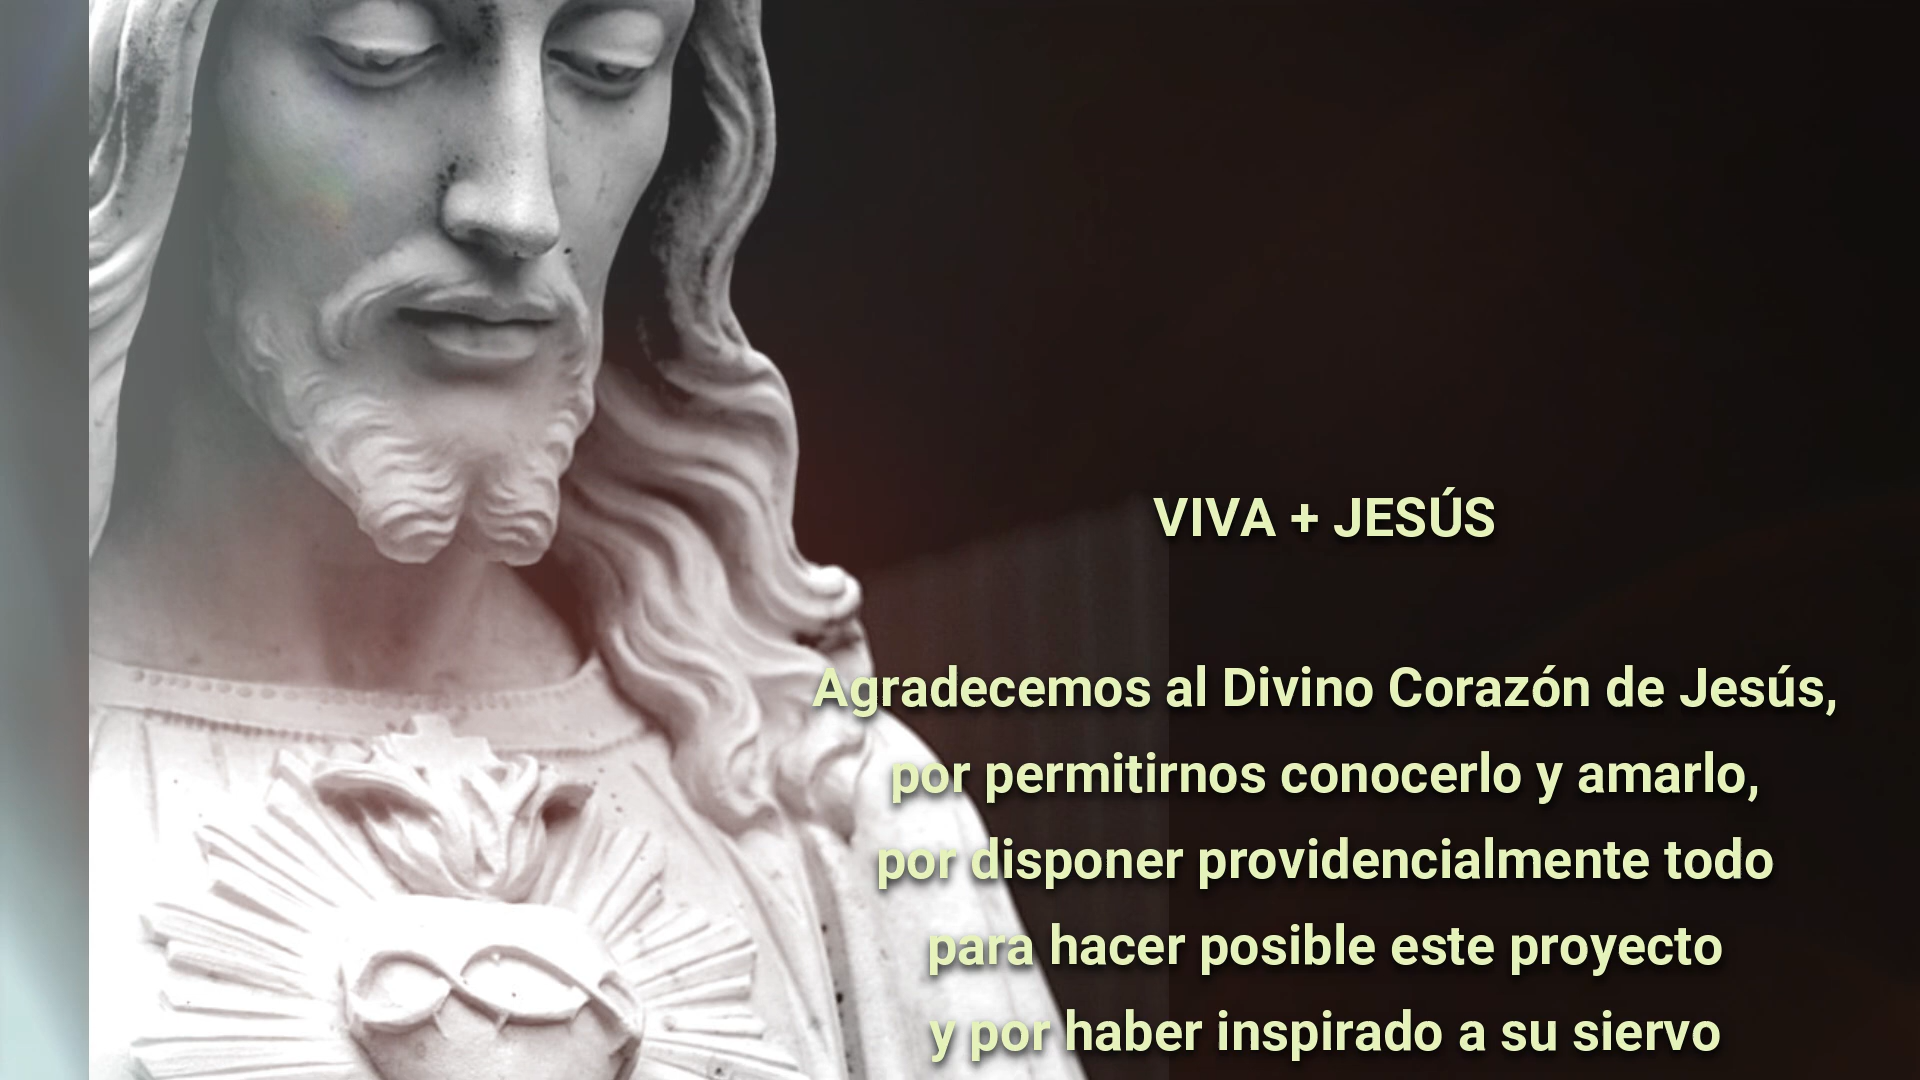 VIVA + JESÚS
Agradecemos al Divino Corazón de Jesús,
por permitirnos conocerlo y amarlo,
por disponer providencialmente todo
para hacer posible este proyecto
y por haber inspirado a su siervo